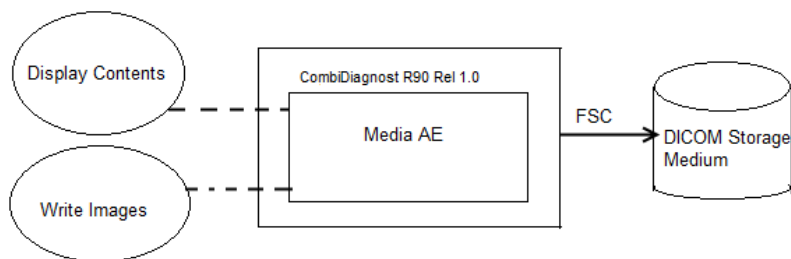 Display Contents
CombiDiagnost R90 Rel 1.0
Media AE
FSC
DICOM Storage
Medium
Write Images